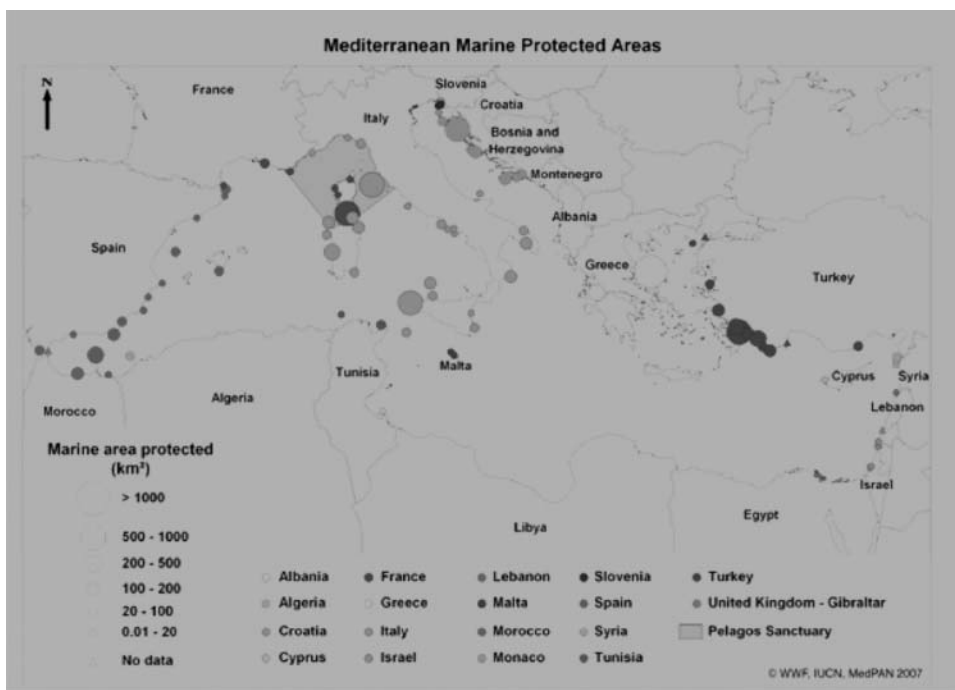 Mediterranean Marine Protected Areas
N
Slovenia
France
Croatia
Italy
Bosnia and
Herzegovina
Montenegro
Albania
Spain
Greece
Turkey
Malta
Tunisia
Cyprus
Syria
Algeria
Lebanon
Morocco
Israel
Egypt
Libya
Marine area protected
(km²)
> 1000
500 - 1000
200 - 500
100 - 200
20 - 100
0.01 - 20
No data
Albania
Algeria
Croatia
Cyprus
France
Greece
Italy
Israel
Lebanon
Malta
Morocco
Monaco
Slovenia
Spain
Syria
Tunisia
Turkey
United Kingdom - Gibraltar
Pelagos Sanctuary
© WWF, IUCN, MedPAN 2007